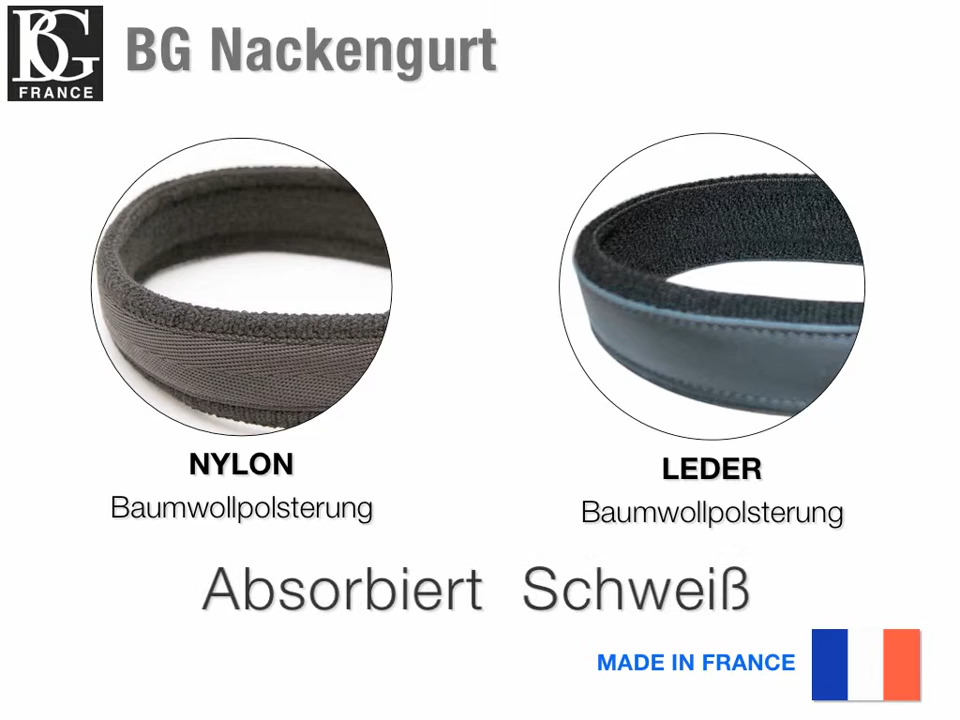 BG
FRANCE
BG Nackengurt
NYLON
Baumwollpolsterung
LEDER
Baumwollpolsterung
Absorbiert Schweiß
MADE IN FRANCE